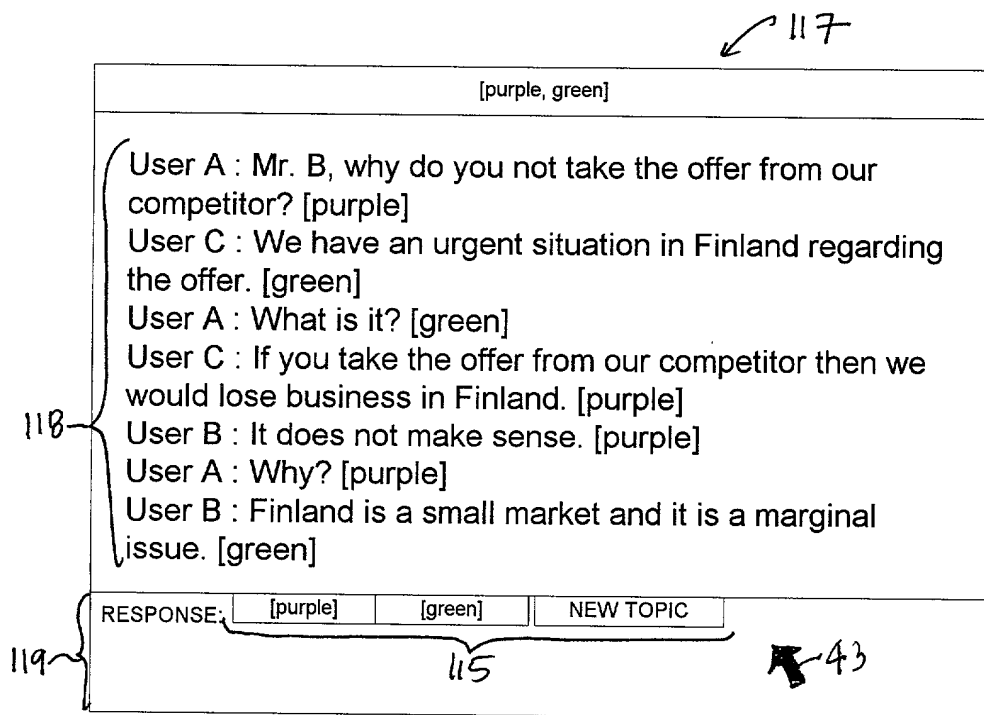 117
[purple, green]
User A : Mr. B, why do you not take the offer from our
competitor? [purple]
User C : We have an urgent situation in Finland regarding
the offer. [green]
User A : What is it? [green]
User C : If you take the offer from our competitor then we
would lose business in Finland. [purple]
118
User B : It does not make sense. [purple]
User A : Why? [purple]
User B : Finland is a small market and it is a marginal
issue. [green]
RESPONSE: [purple] [green] NEW TOPIC
119 115 43